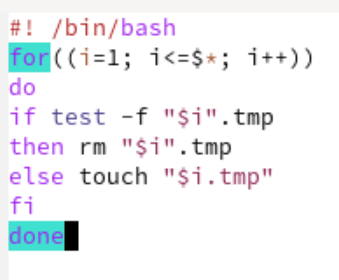 #! /bin/bash
for((i=1; i<=$*; i++))
do
if test -f "$i".tmp
then rm "$i".tmp
else touch "$i.tmp"
fi
done